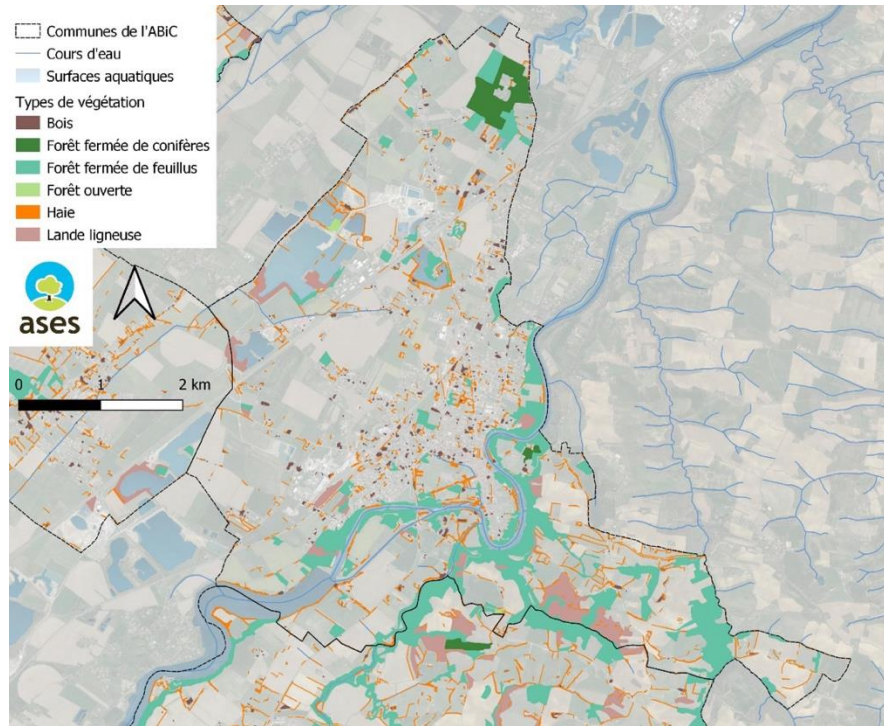 Communes de l'ABiC
Cours d'eau
Surfaces aquatiques
Types de végétation
Bois
Forêt fermée de conifères
Forêt fermée de feuillus
Forêt ouverte
Haie
Lande ligneuse
ases
0 1 2 km